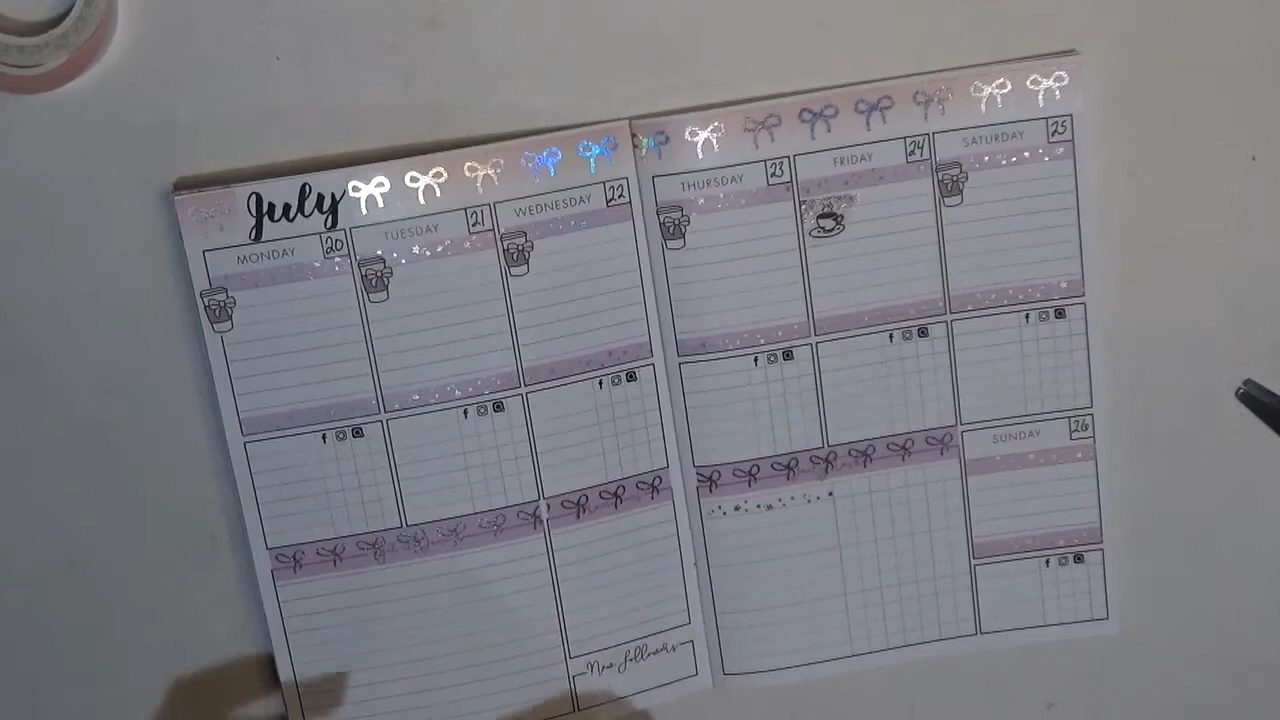 July
MONDAY 20
TUESDAY 21
WEDNESDAY 22
THURSDAY 23
FRIDAY 24
SATURDAY 25
SUNDAY 26
New Followers